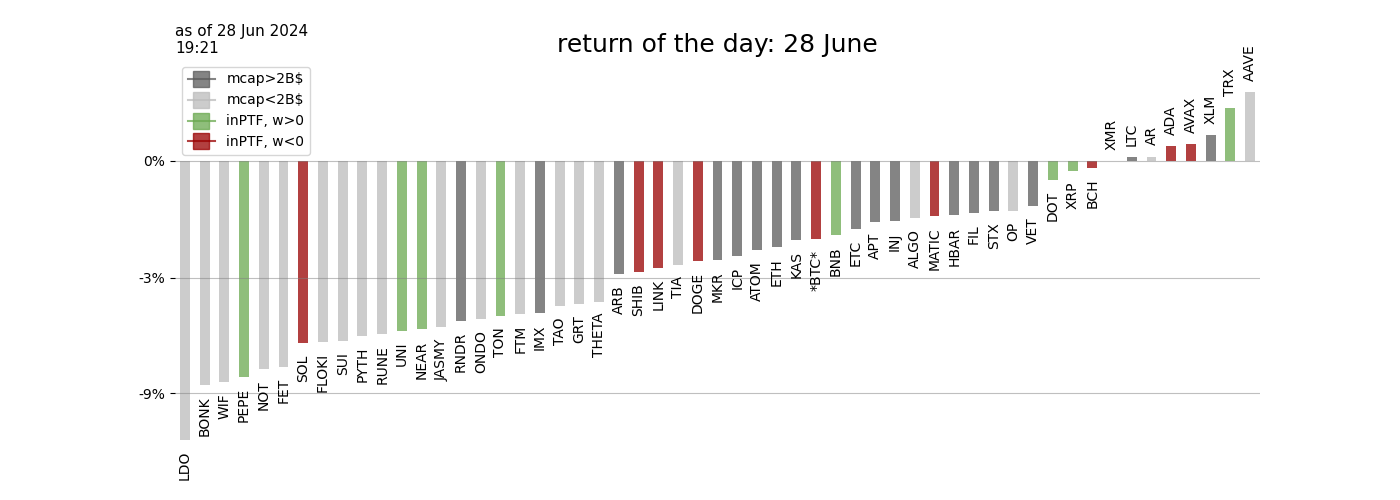 as of 28 Jun 2024
19:21
return of the day: 28 June
mcap>2B$
mcap<2B$
inPTF, w>0
inPTF, w<0
0%
-3%
-9%
LDO
BONK
WIF
PEPE
NOT
FET
SOL
FLOKI
SUI
PYTH
RUNE
UNI
NEAR
JASMY
RNDR
ONDO
TON
FTM
IMX
TAO
GRT
THETA
ARB
SHIB
LINK
TIA
DOGE
MKR
ICP
ATOM
ETH
KAS
*BTC*
BNB
ETC
APT
INJ
ALGO
MATIC
HBAR
FIL
STX
OP
VET
DOT
XRP
BCH
XMR
LTC
AR
ADA
AVAX
XLM
TRX
AAVE